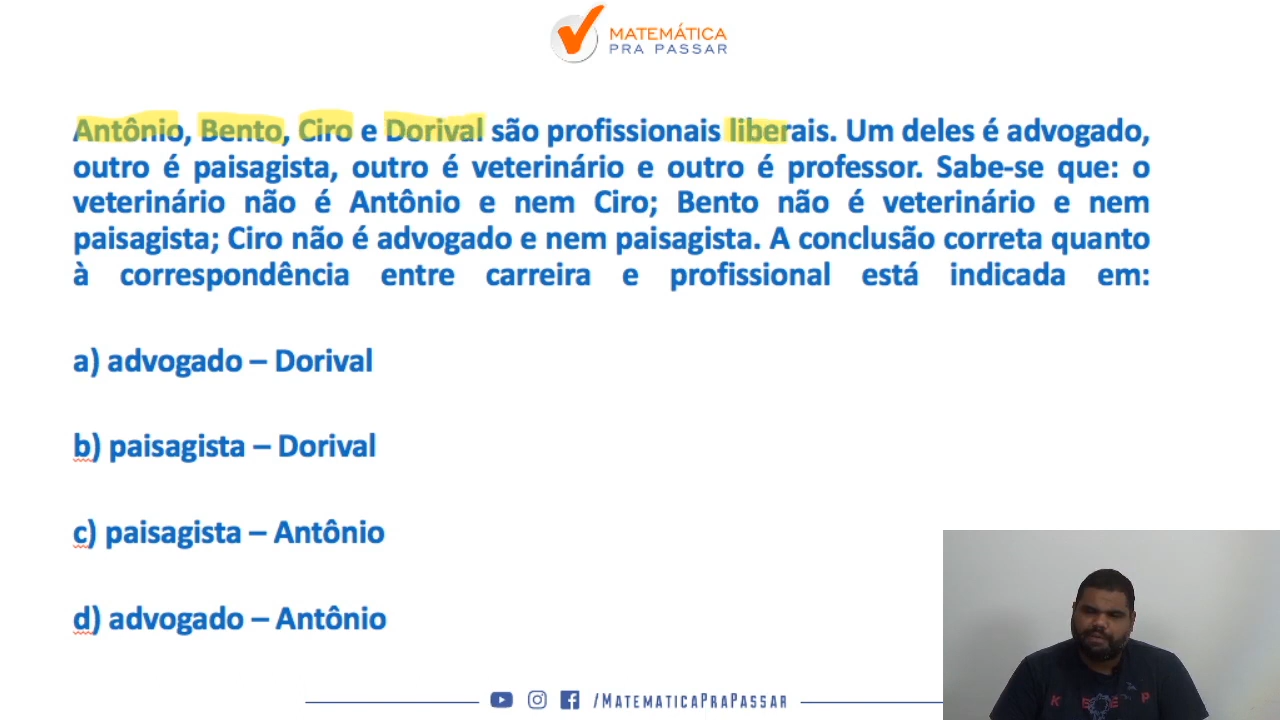 MATEMÁTICA
PRA PASSAR
Antônio, Bento, Ciro e Dorival são profissionais liberais. Um deles é advogado,
outro é paisagista, outro é veterinário e outro é professor. Sabe-se que: o
veterinário não é Antônio e nem Ciro; Bento não é veterinário e nem
paisagista; Ciro não é advogado e nem paisagista. A conclusão correta quanto
à correspondência entre carreira e profissional está indicada em:
a) advogado – Dorival
b) paisagista – Dorival
c) paisagista – Antônio
d) advogado – Antônio
/MATEMATICAPRAPASSAR
K E E P